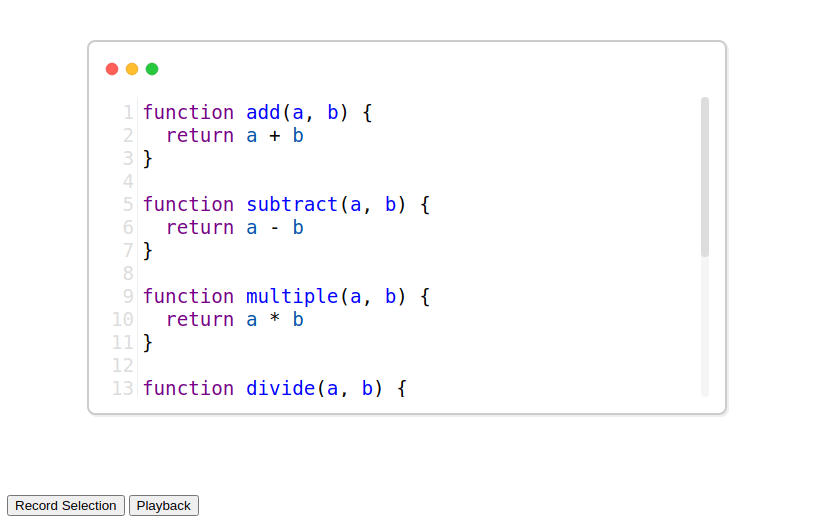 1 function add(a, b) {
2   return a + b
3 }
4
5 function subtract(a, b) {
6   return a - b
7 }
8
9 function multiple(a, b) {
10   return a * b
11 }
12
13 function divide(a, b) {
Record Selection Playback